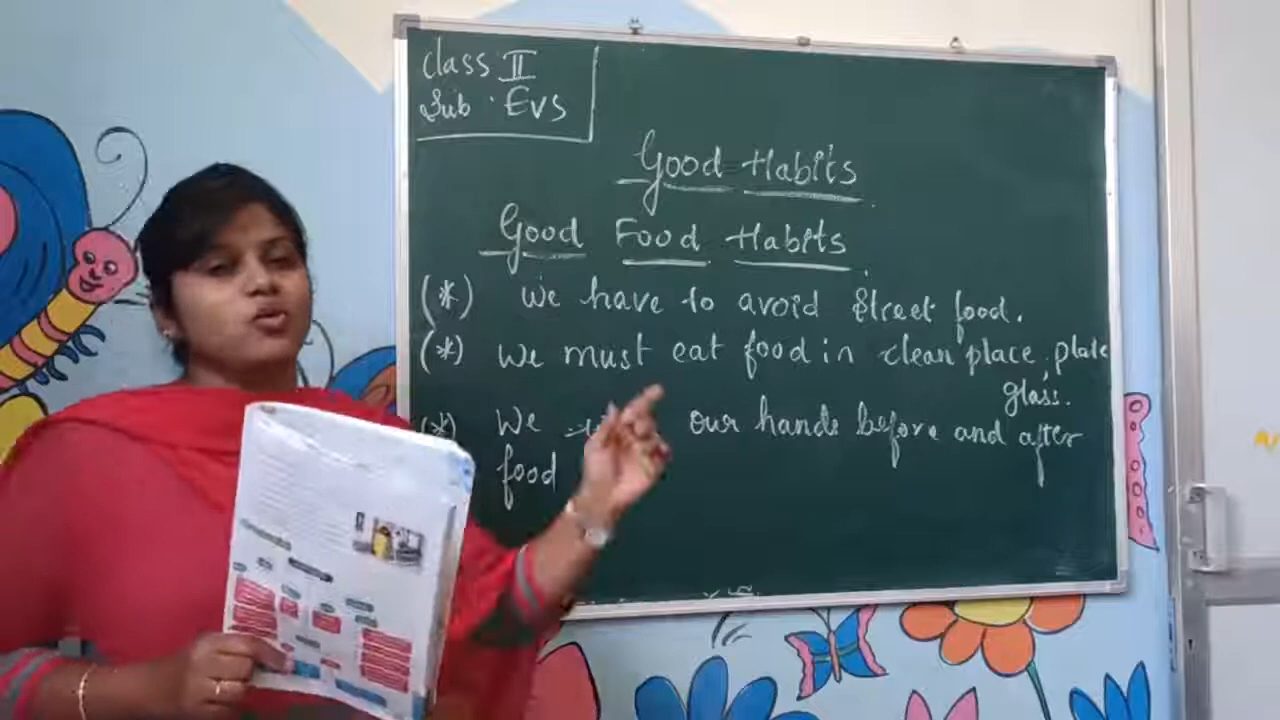 Class II
Sub . EVS
Good Habits
Good Food Habits.
(*) We have to avoid Street food.
(*) We must eat food in clean place, plate
glass.
(*) We our hands before and after
food